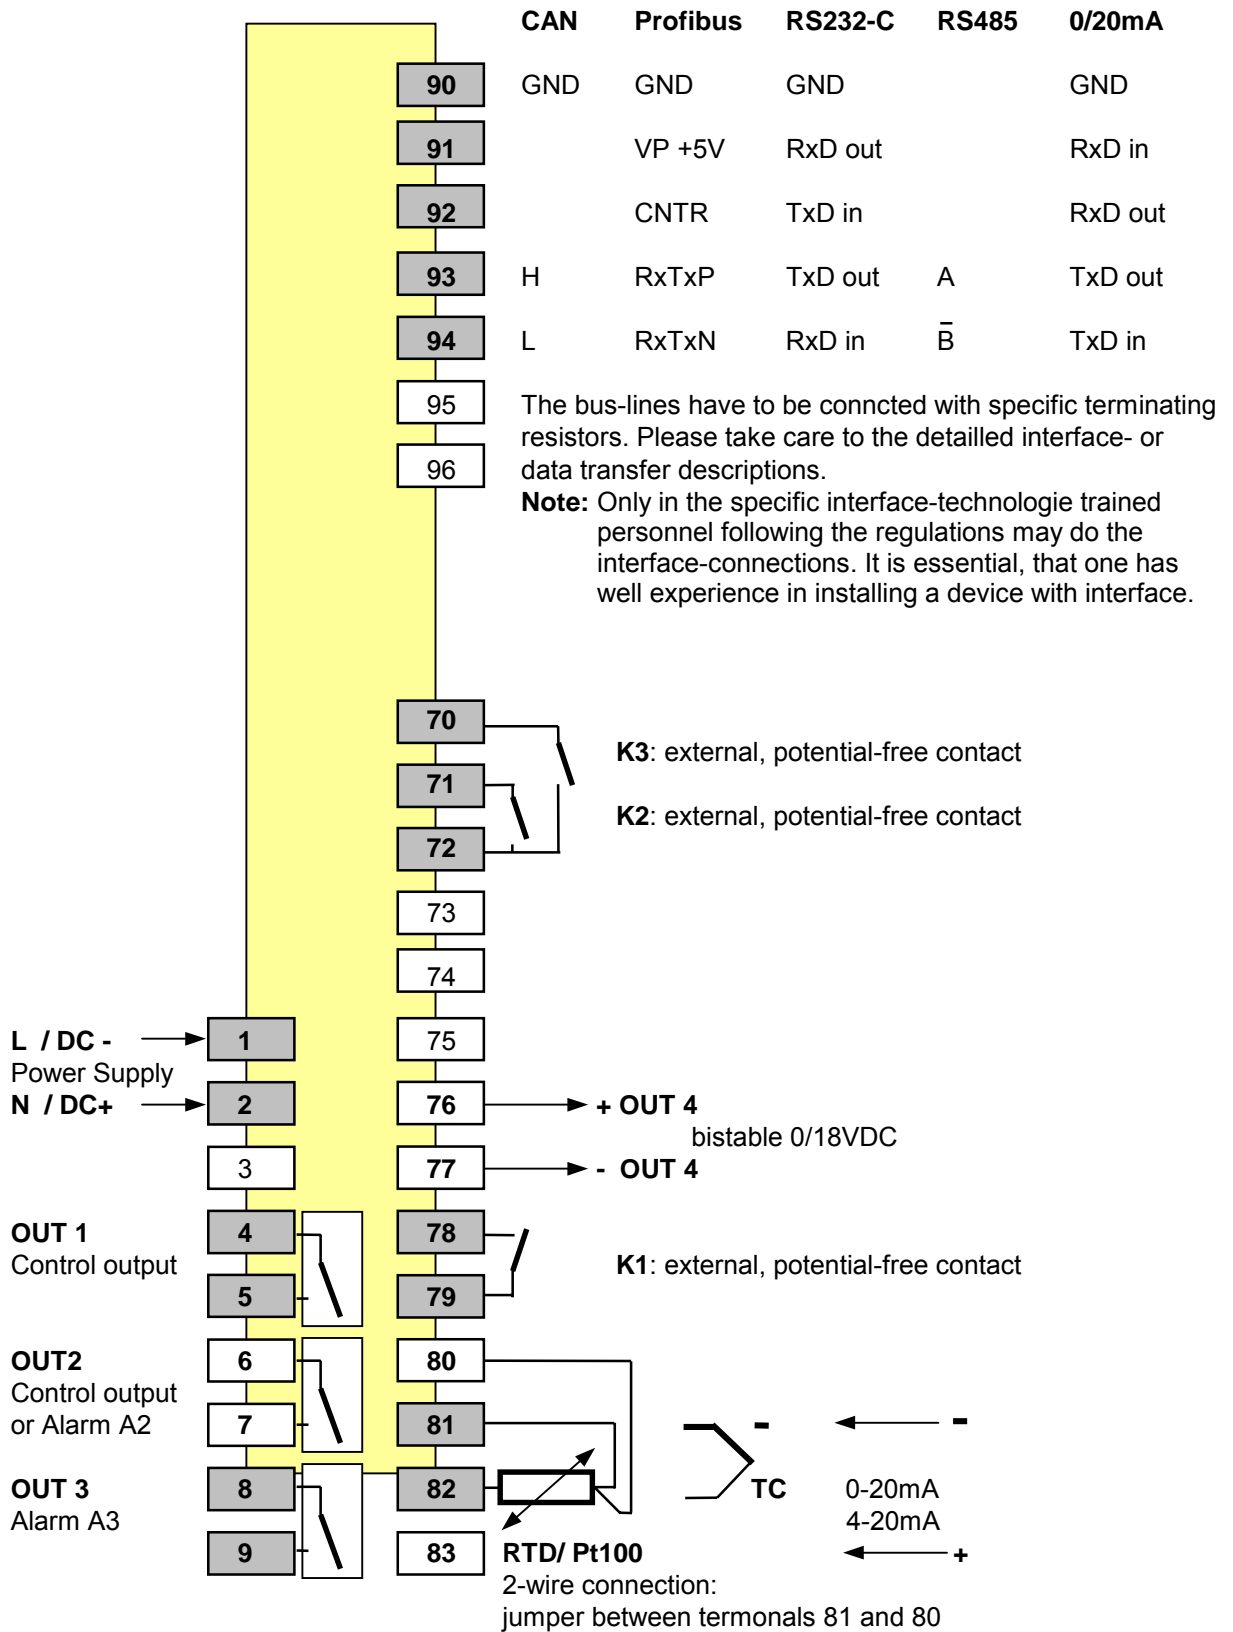 CAN Profibus RS232-C RS485 0/20mA
90 GND GND GND GND
91 VP +5V RxD out RxD in
92 CNTR TxD in RxD out
93 H RxTxP TxD out A TxD out
94 L RxTxN RxD in B̅ TxD in
95
96
The bus-lines have to be conncted with specific terminating
resistors. Please take care to the detailled interface- or
data transfer descriptions.
Note: Only in the specific interface-technologie trained
personnel following the regulations may do the
interface-connections. It is essential, that one has
well experience in installing a device with interface.
70
K3: external, potential-free contact
71
K2: external, potential-free contact
72
73
74
L / DC - 1 75
Power Supply
N / DC+ 2 76 + OUT 4
bistable 0/18VDC
3 77 - OUT 4
OUT 1 4 78
Control output K1: external, potential-free contact
5 79
OUT2 6 80
Control output
or Alarm A2 7 81 - -
OUT 3 8 82 TC 0-20mA
Alarm A3 4-20mA
9 83 RTD/ Pt100 +
2-wire connection:
jumper between termonals 81 and 80